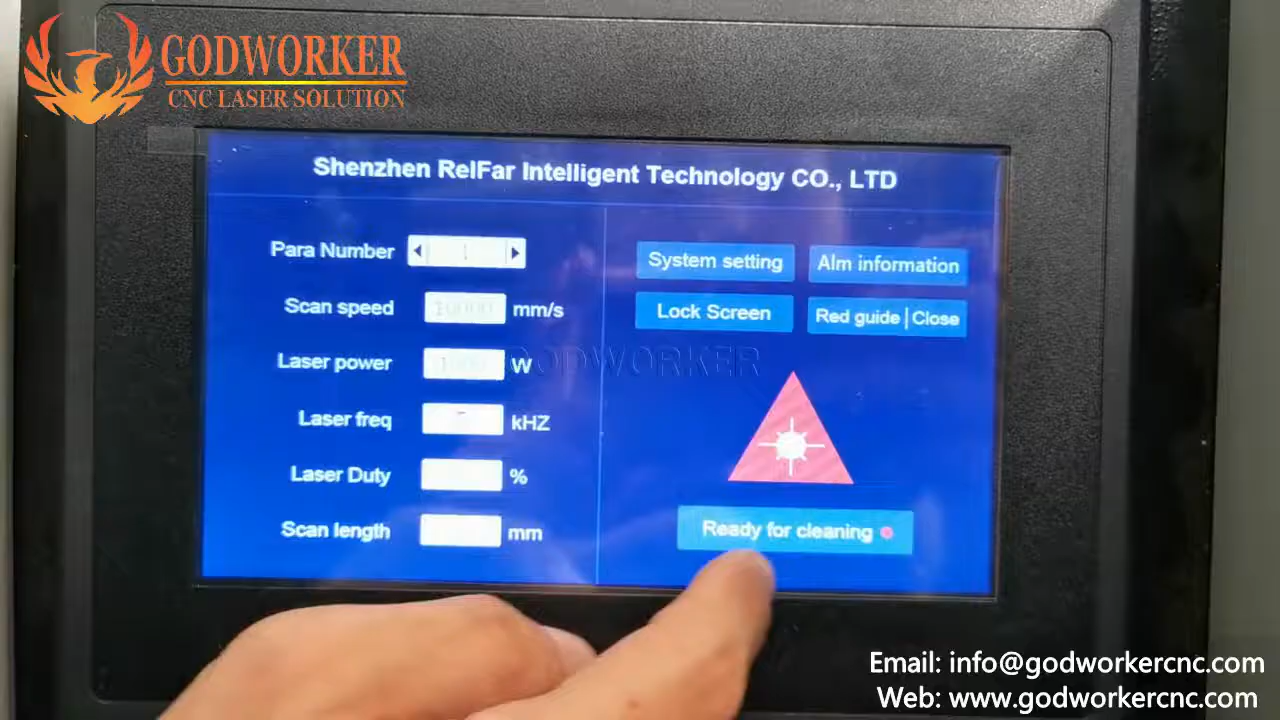 GODWORKER
CNC LASER SOLUTION
Shenzhen RelFar Intelligent Technology CO., LTD
Para Number 1
Scan speed 10000 mm/s
Laser power W
Laser freq kHZ
Laser Duty %
Scan length mm
System setting
Alm information
Lock Screen
Red guide|Close
GODWORKER
Ready for cleaning
Email: info@godworkercnc.com
Web: www.godworkercnc.com